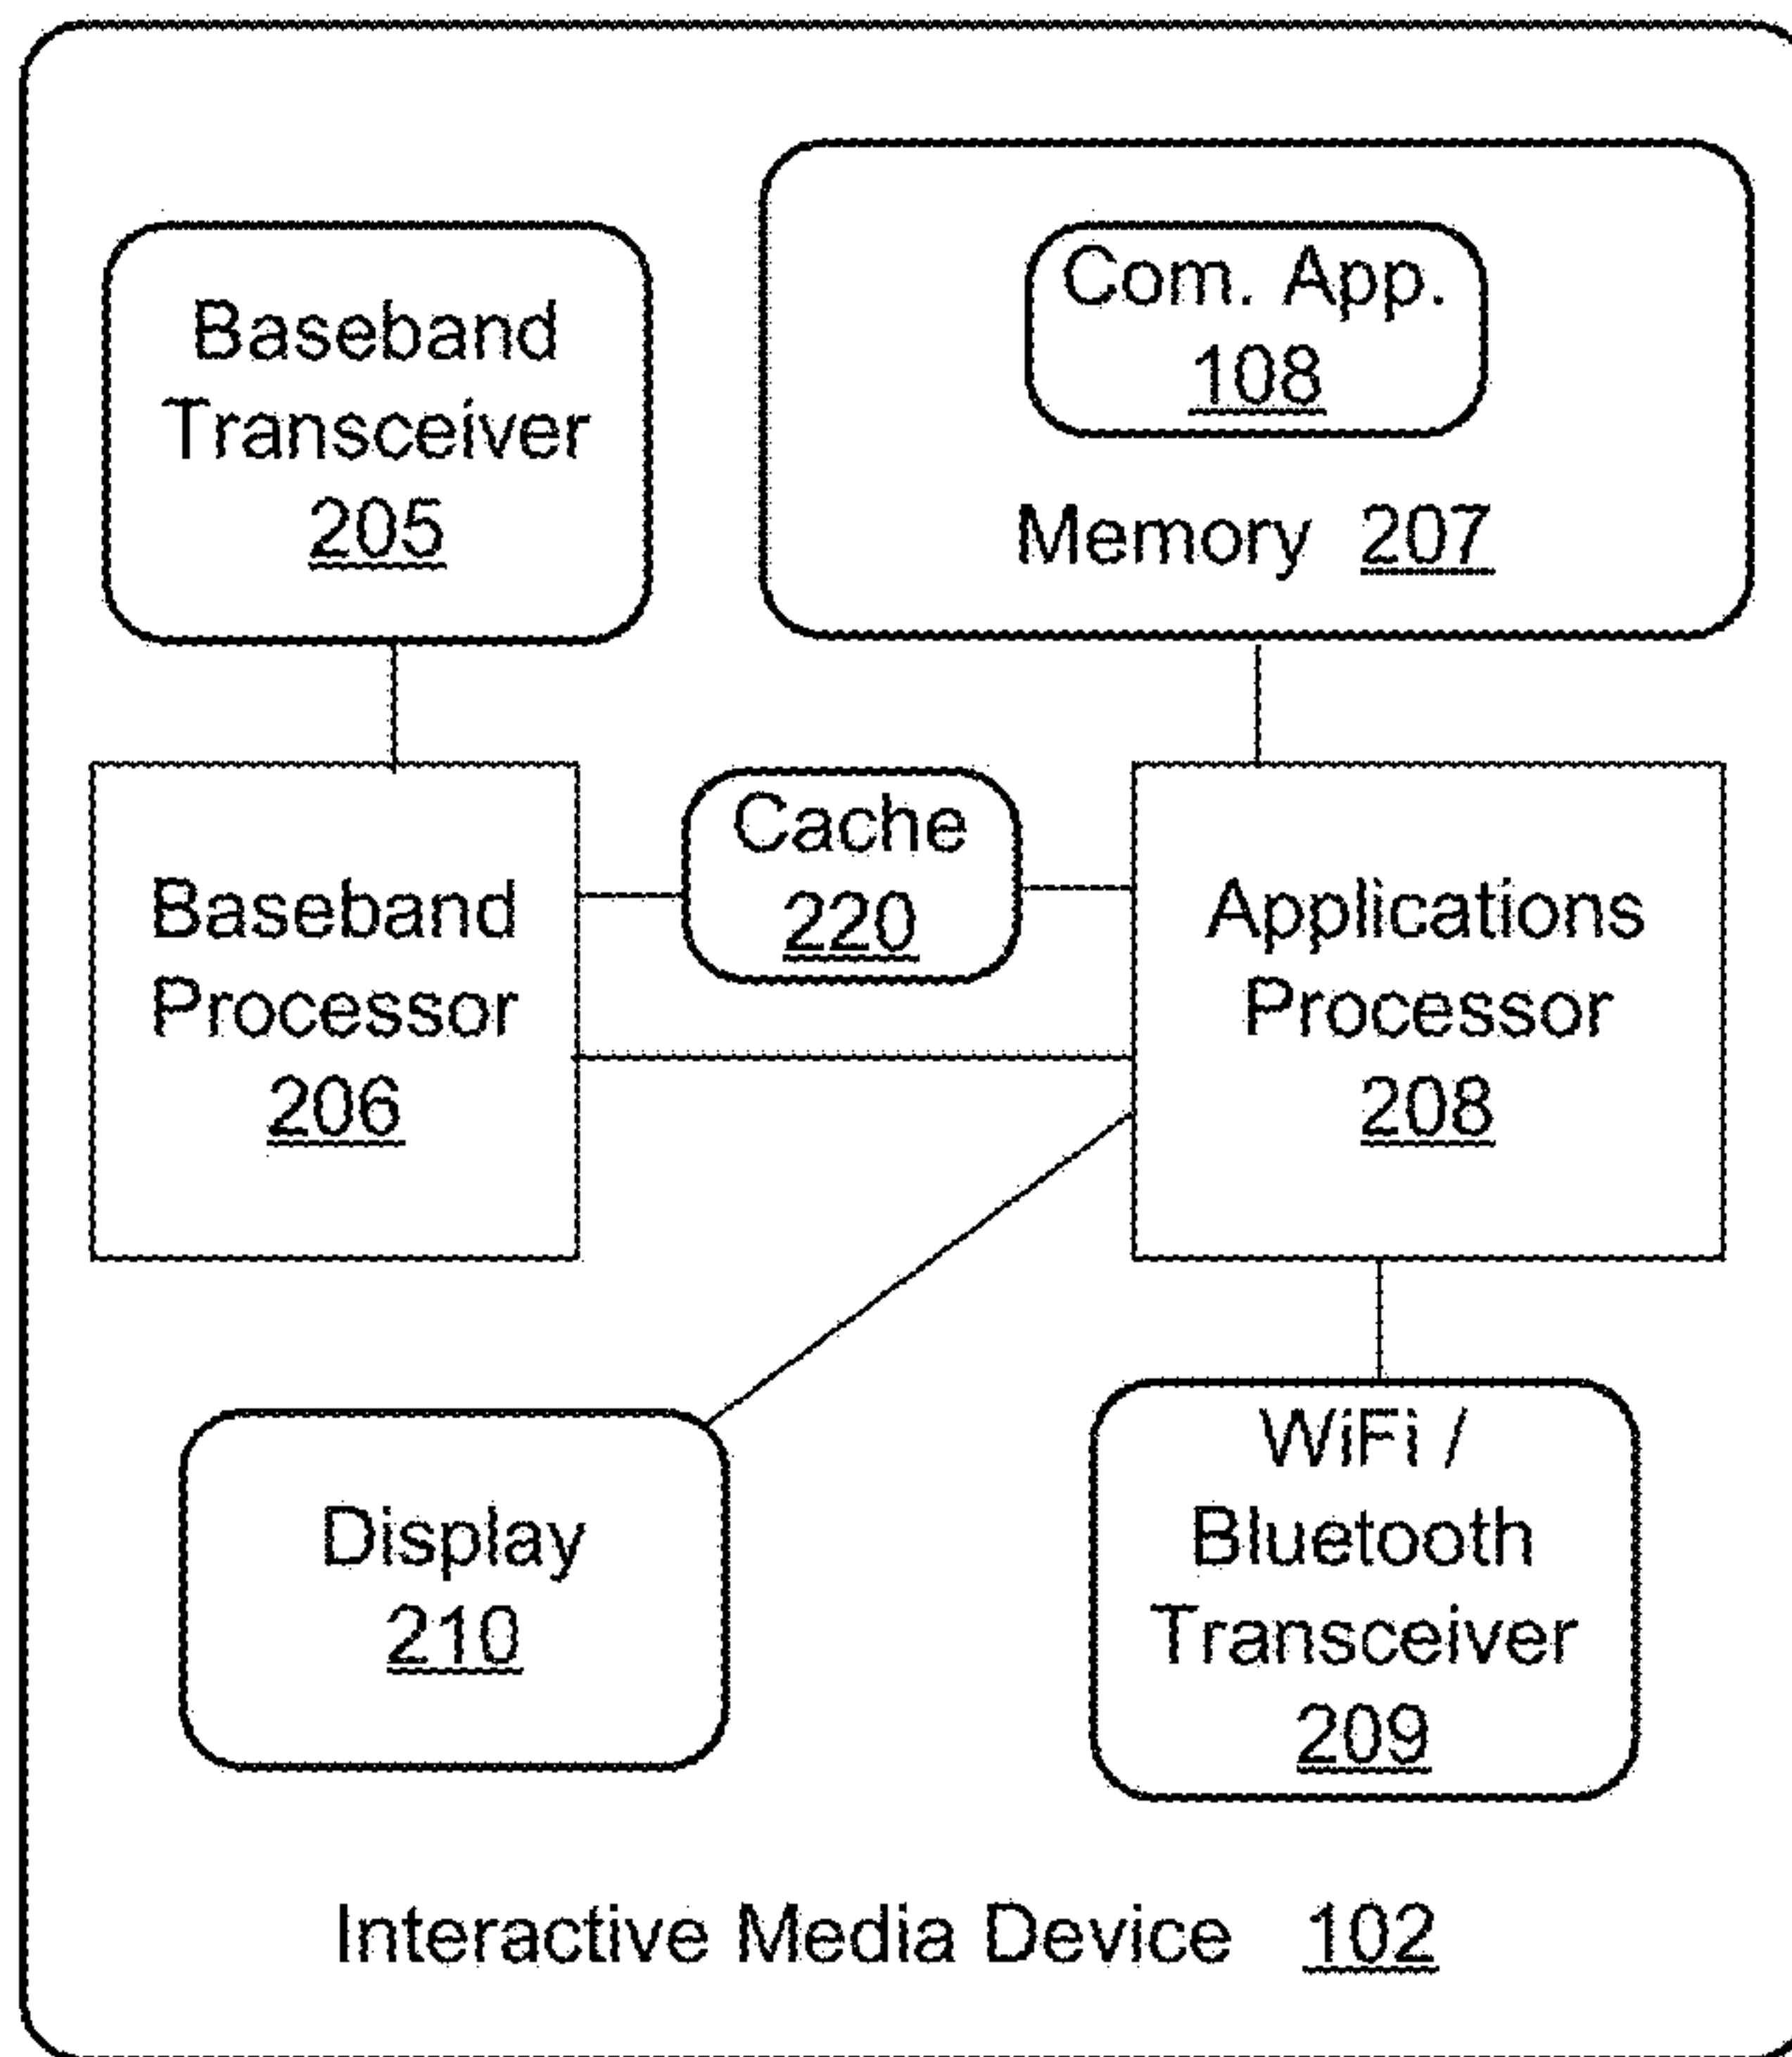 Baseband
Transceiver
205
Com. App.
108
Memory 207
Baseband
Processor
206
Cache
220
Applications
Processor
208
Display
210
WiFi /
Bluetooth
Transceiver
209
Interactive Media Device 102